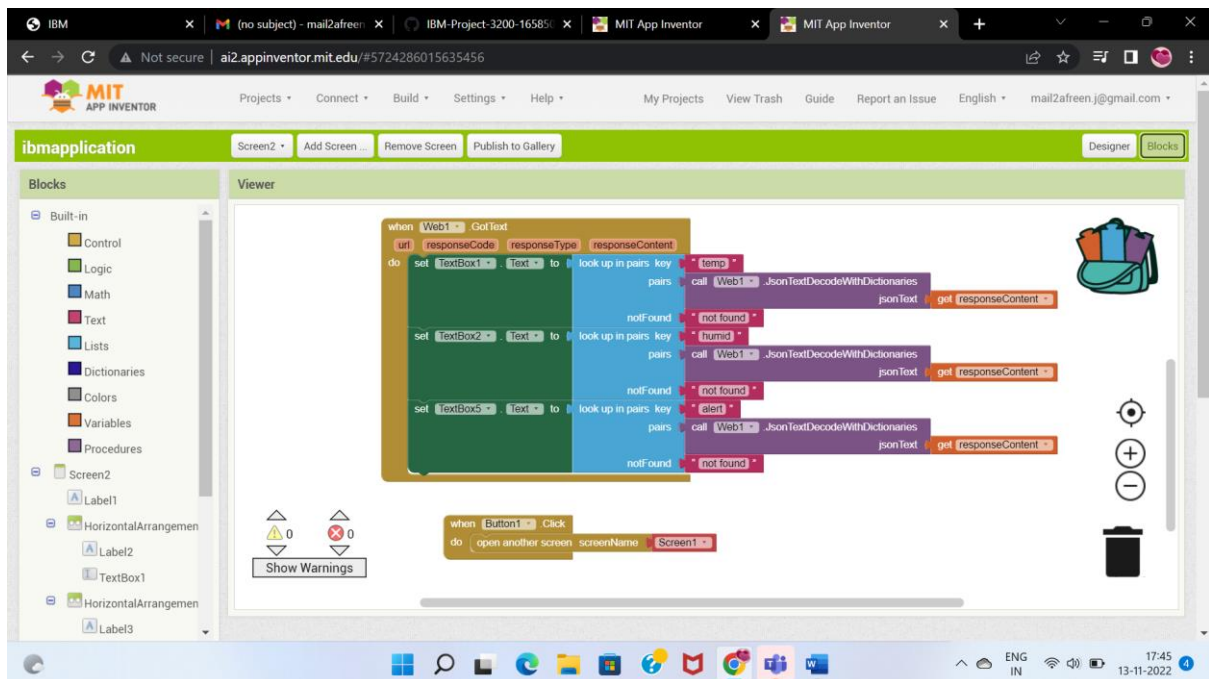 IBM
(no subject) - mail2afreen
IBM-Project-3200-16585
MIT App Inventor
MIT App Inventor
Not secure | ai2.appinventor.mit.edu/#5724286015635456
MIT
APP INVENTOR
Projects
Connect
Build
Settings
Help
My Projects
View Trash
Guide
Report an Issue
English
mail2afreen.j@gmail.com
ibmapplication
Screen2
Add Screen ...
Remove Screen
Publish to Gallery
Designer
Blocks
Blocks
Viewer
Built-in
Control
Logic
Math
Text
Lists
Dictionaries
Colors
Variables
Procedures
Screen2
Label1
HorizontalArrangemen
Label2
TextBox1
HorizontalArrangemen
Label3
when Web1 .GotText
url responseCode responseType responseContent
do set TextBox1 . Text to look up in pairs key " temp "
pairs call Web1 .JsonTextDecodeWithDictionaries
jsonText get responseContent
notFound " not found "
set TextBox2 . Text to look up in pairs key " humid "
pairs call Web1 .JsonTextDecodeWithDictionaries
jsonText get responseContent
notFound " not found "
set TextBox5 . Text to look up in pairs key " alert "
pairs call Web1 .JsonTextDecodeWithDictionaries
jsonText get responseContent
notFound " not found "
when Button1 .Click
do open another screen screenName Screen1
0
0
Show Warnings
ENG
IN
17:45
13-11-2022
4